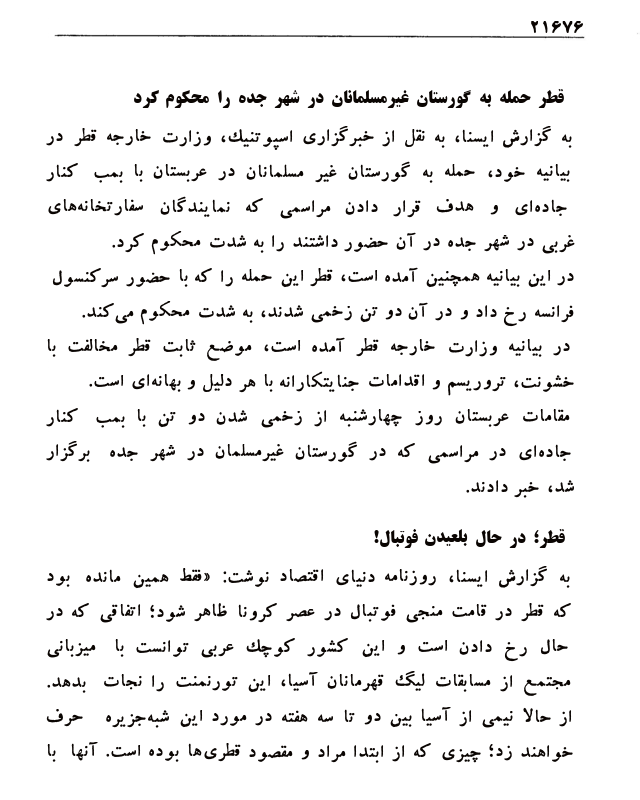 ۲۱۶۷۶
قطر حمله به گورستان غیرمسلمانان در شهر جده را محکوم کرد
به گزارش ایسنا، به نقل از خبرگزاری اسپوتنیك، وزارت خارجه قطر در
بیانیه خود، حمله به گورستان غیر مسلمانان در عربستان با بمب کنار
جاده‌ای و هدف قرار دادن مراسمی که نمایندگان سفارتخانه‌های
غربی در شهر جده در آن حضور داشتند را به شدت محکوم کرد.
در این بیانیه همچنین آمده است، قطر این حمله را که با حضور سرکنسول
فرانسه رخ داد و در آن دو تن زخمی شدند، به شدت محکوم می‌کند.
در بیانیه وزارت خارجه قطر آمده است، موضع ثابت قطر مخالفت با
خشونت، تروریسم و اقدامات جنایتکارانه با هر دلیل و بهانه‌ای است.
مقامات عربستان روز چهارشنبه از زخمی شدن دو تن با بمب کنار
جاده‌ای در مراسمی که در گورستان غیرمسلمان در شهر جده برگزار
شد، خبر دادند.
قطر؛ در حال بلعیدن فوتبال!
به گزارش ایسنا، روزنامه دنیای اقتصاد نوشت: «فقط همین مانده بود
که قطر در قامت منجی فوتبال در عصر کرونا ظاهر شود؛ اتفاقی که در
حال رخ دادن است و این کشور کوچك عربی توانست با میزبانی
مجتمع از مسابقات لیگ قهرمانان آسیا، این تورنمنت را نجات بدهد.
از حالا نیمی از آسیا بین دو تا سه هفته در مورد این شبه‌جزیره حرف
خواهند زد؛ چیزی که از ابتدا مراد و مقصود قطری‌ها بوده است. آنها با